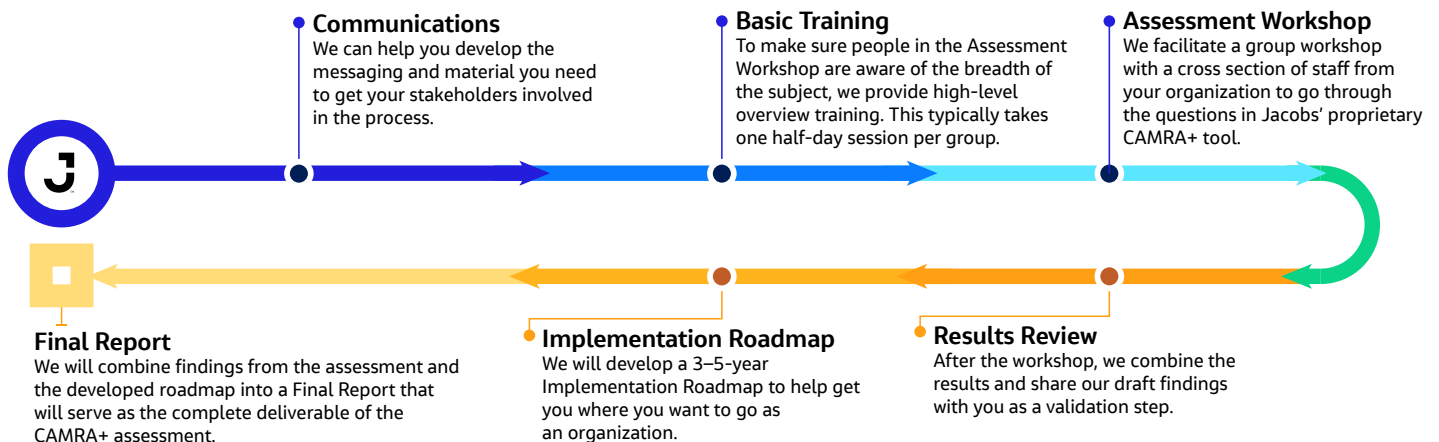 Communications
We can help you develop the
messaging and material you need
to get your stakeholders involved
in the process.
Basic Training
To make sure people in the Assessment
Workshop are aware of the breadth of
the subject, we provide high-level
overview training. This typically takes
one half-day session per group.
Assessment Workshop
We facilitate a group workshop
with a cross section of staff from
your organization to go through
the questions in Jacobs’ proprietary
CAMRA+ tool.
J
Final Report
We will combine findings from the assessment and
the developed roadmap into a Final Report that
will serve as the complete deliverable of the
CAMRA+ assessment.
Implementation Roadmap
We will develop a 3–5-year
Implementation Roadmap to help get
you where you want to go as
an organization.
Results Review
After the workshop, we combine the
results and share our draft findings
with you as a validation step.